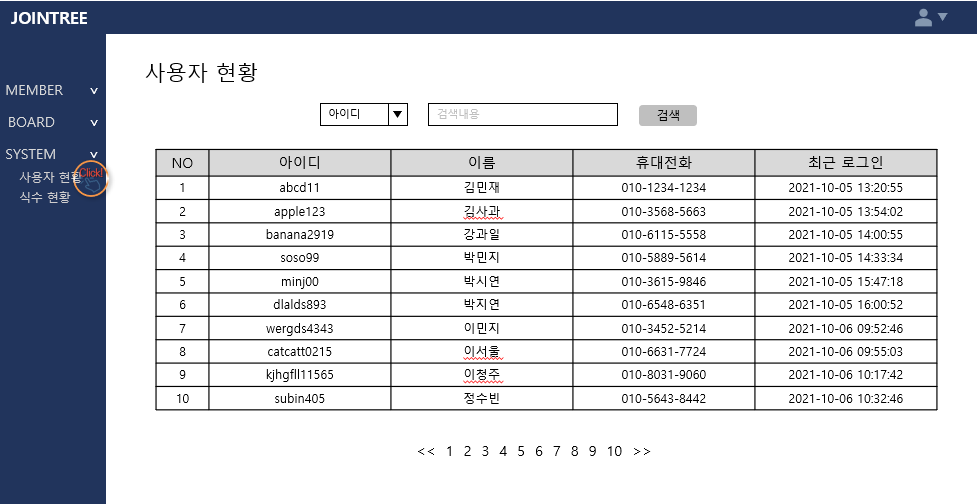 JOINTREE
MEMBER
BOARD
SYSTEM
사용자 현황
Click!
식수 현황
사용자 현황
아이디 검색내용 검색
NO 아이디 이름 휴대전화 최근 로그인
1 abcd11 김민재 010-1234-1234 2021-10-05 13:20:55
2 apple123 김사과 010-3568-5663 2021-10-05 13:54:02
3 banana2919 강과일 010-6115-5558 2021-10-05 14:00:55
4 soso99 박민지 010-5889-5614 2021-10-05 14:33:34
5 minj00 박시연 010-3615-9846 2021-10-05 15:47:18
6 dlalds893 박지연 010-6548-6351 2021-10-05 16:00:52
7 wergds4343 이민지 010-3452-5214 2021-10-06 09:52:46
8 catcatt0215 이서울 010-6631-7724 2021-10-06 09:55:03
9 kjhgfll11565 이청주 010-8031-9060 2021-10-06 10:17:42
10 subin405 정수빈 010-5643-8442 2021-10-06 10:32:46
<< 1 2 3 4 5 6 7 8 9 10 >>